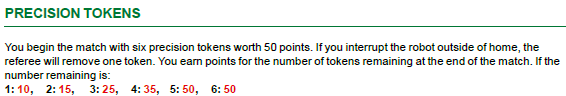 PRECISION TOKENS
You begin the match with six precision tokens worth 50 points. If you interrupt the robot outside of home, the
referee will remove one token. You earn points for the number of tokens remaining at the end of the match. If the
number remaining is:
1: 10, 2: 15, 3: 25, 4: 35, 5: 50, 6: 50